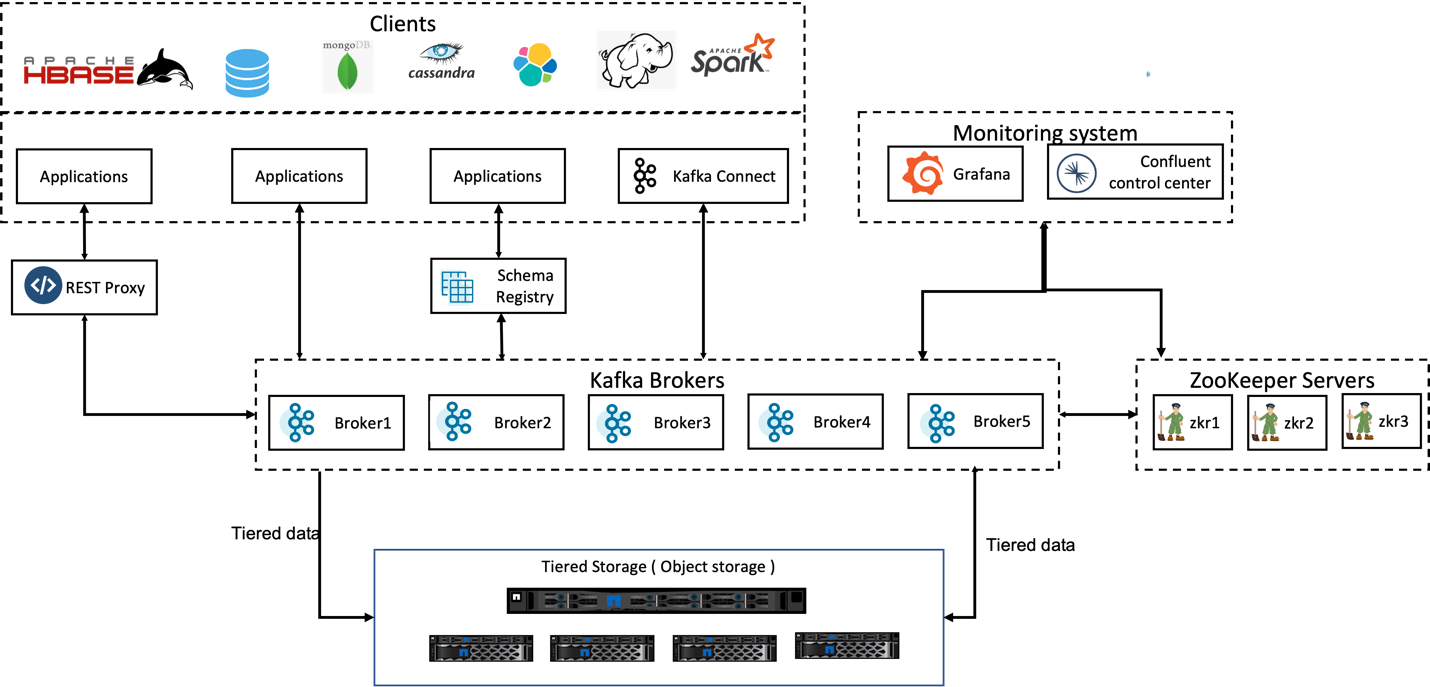 Clients
APACHE
HBASE
mongoDB
cassandra
APACHE
Spark
Monitoring system
Applications
Applications
Applications
Kafka Connect
Grafana
Confluent
control center
REST Proxy
Schema
Registry
Kafka Brokers
ZooKeeper Servers
Broker1
Broker2
Broker3
Broker4
Broker5
zkr1
zkr2
zkr3
Tiered data
Tiered data
Tiered Storage ( Object storage )